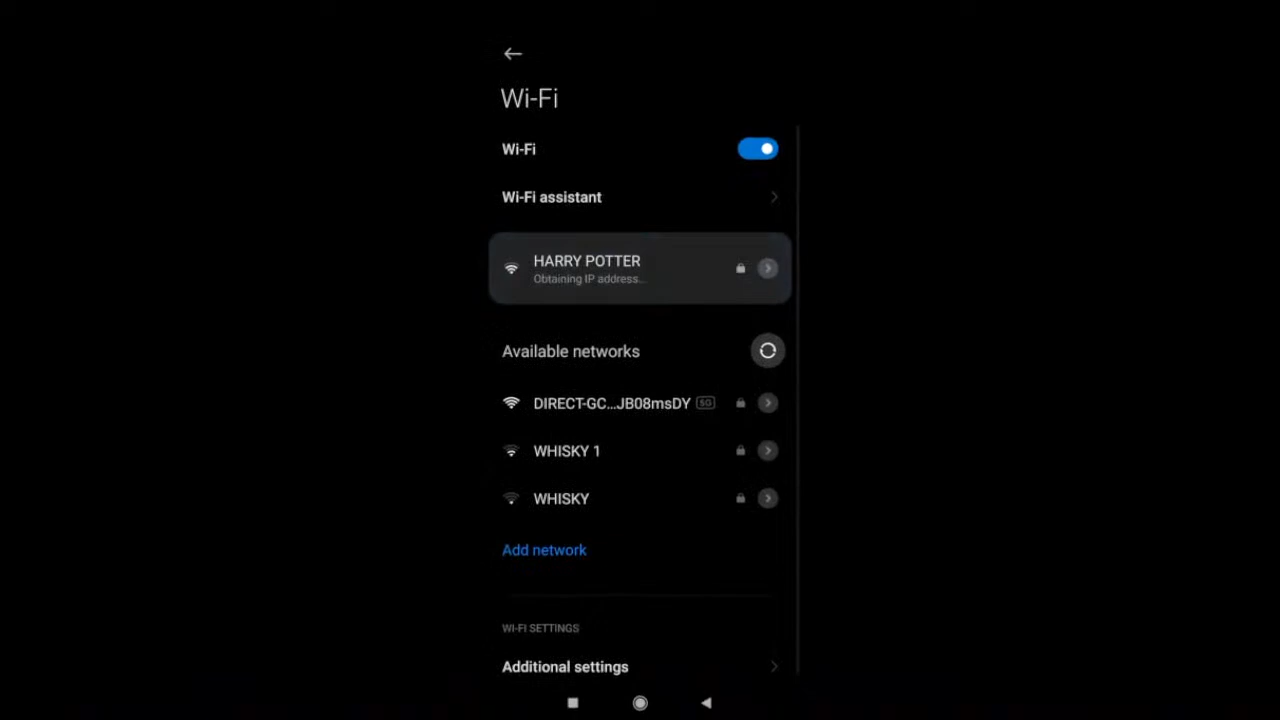 Wi-Fi
Wi-Fi
Wi-Fi assistant
HARRY POTTER
Obtaining IP address...
Available networks
DIRECT-GC...JB08msDY 5G
WHISKY 1
WHISKY
Add network
WI-FI SETTINGS
Additional settings